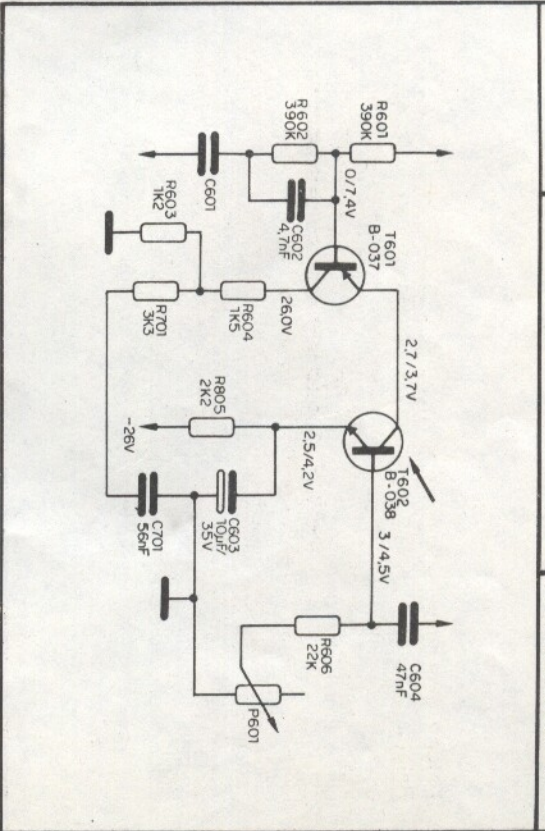 R601
390K
R602
390K
C601
C602
4,7nF
0/7,4V
T601
B-037
R603
1K2
R701
3K3
R604
1K5
26,0V
2,7/3,7V
R805
2K2
-26V
2,5/4,2V
T602
B-038
C701
56nF
C603
10µF/
35V
3/4,5V
R606
22K
C604
47nF
P601